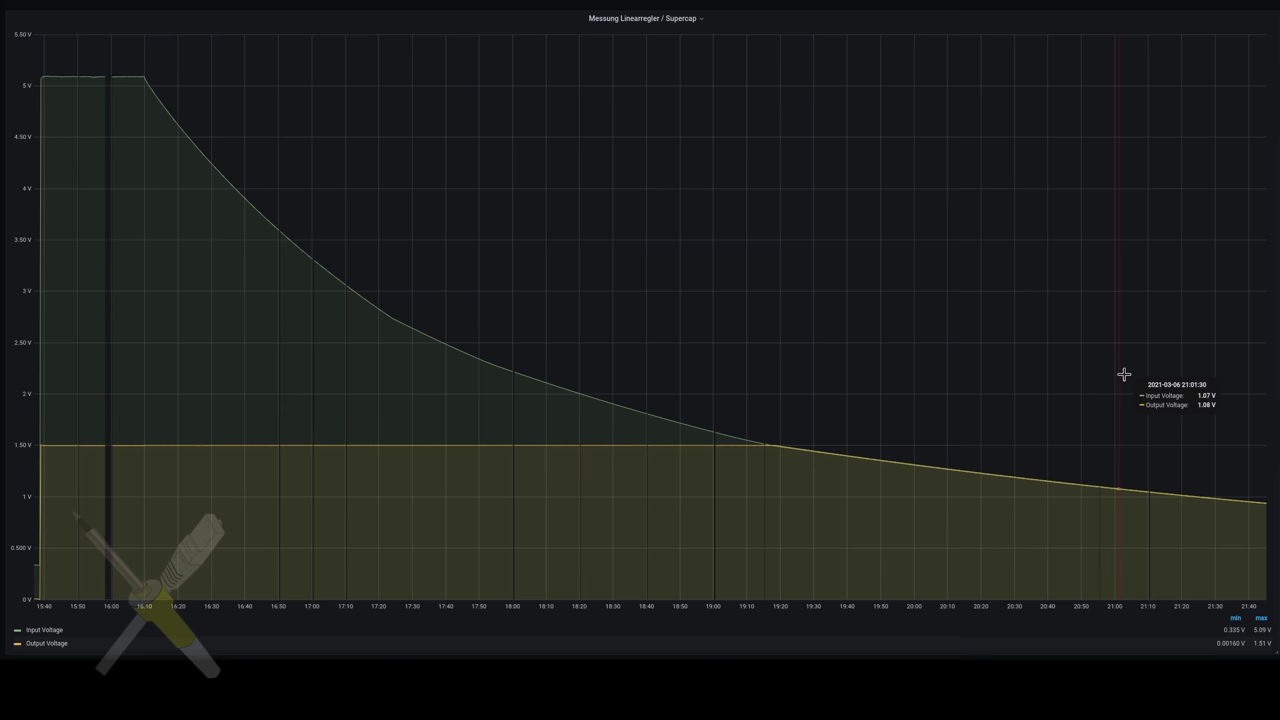 Messung Linearregler / Supercap
5.50 V
5 V
4.50 V
4 V
3.50 V
3 V
2.50 V
2 V
1.50 V
1 V
0.500 V
0 V
2021-03-06 21:01:30
Input Voltage: 1.07 V
Output Voltage: 1.08 V
15:40 15:50 16:00 16:10 16:20 16:30 16:40 16:50 17:00 17:10 17:20 17:30 17:40 17:50 18:00 18:10 18:20 18:30 18:40 18:50 19:00 19:10 19:20 19:30 19:40 19:50 20:00 20:10 20:20 20:30 20:40 20:50 21:00 21:10 21:20 21:30 21:40
min max
Input Voltage 0.335 V 5.09 V
Output Voltage 0.00160 V 1.51 V